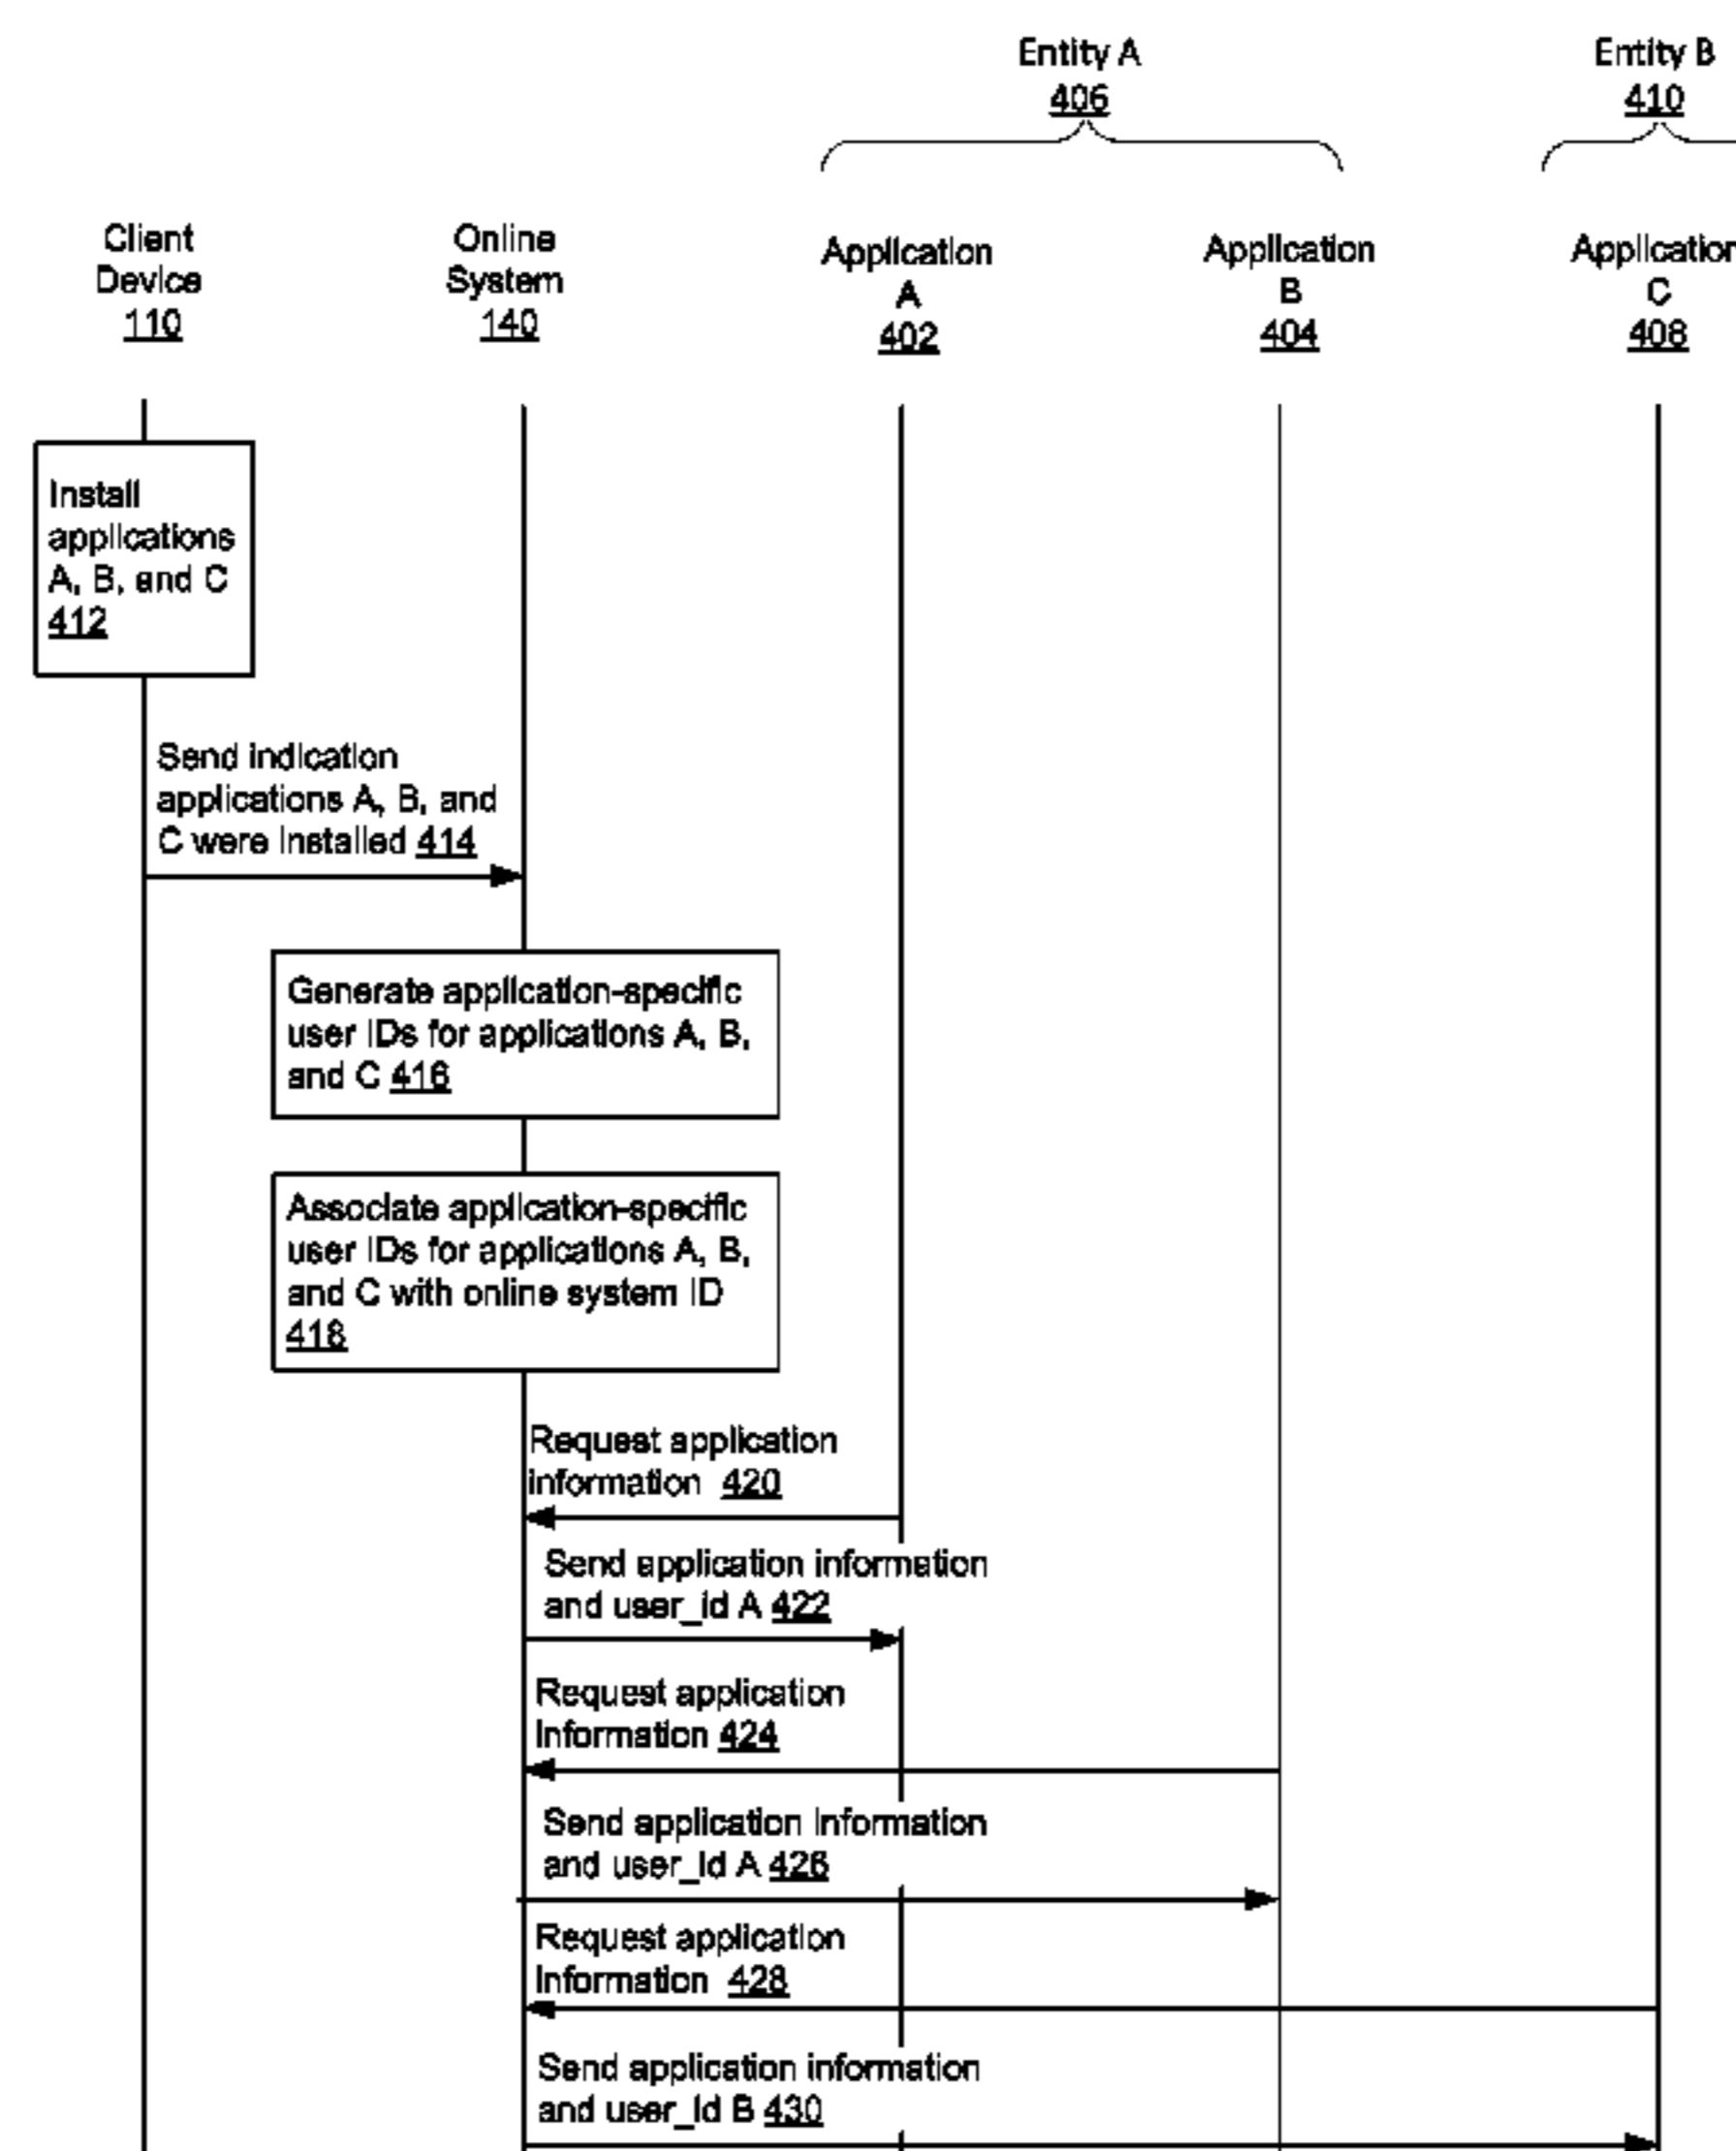 Entity A
406
Entity B
410
Client
Device
110
Online
System
140
Application
A
402
Application
B
404
Application
C
408
Install
applications
A, B, and C
412
Send indication
applications A, B, and
C were installed 414
Generate application-specific
user IDs for applications A, B,
and C 416
Associate application-specific
user IDs for applications A, B,
and C with online system ID
418
Request application
information 420
Send application information
and user_id A 422
Request application
information 424
Send application information
and user_id A 426
Request application
information 428
Send application information
and user_id B 430